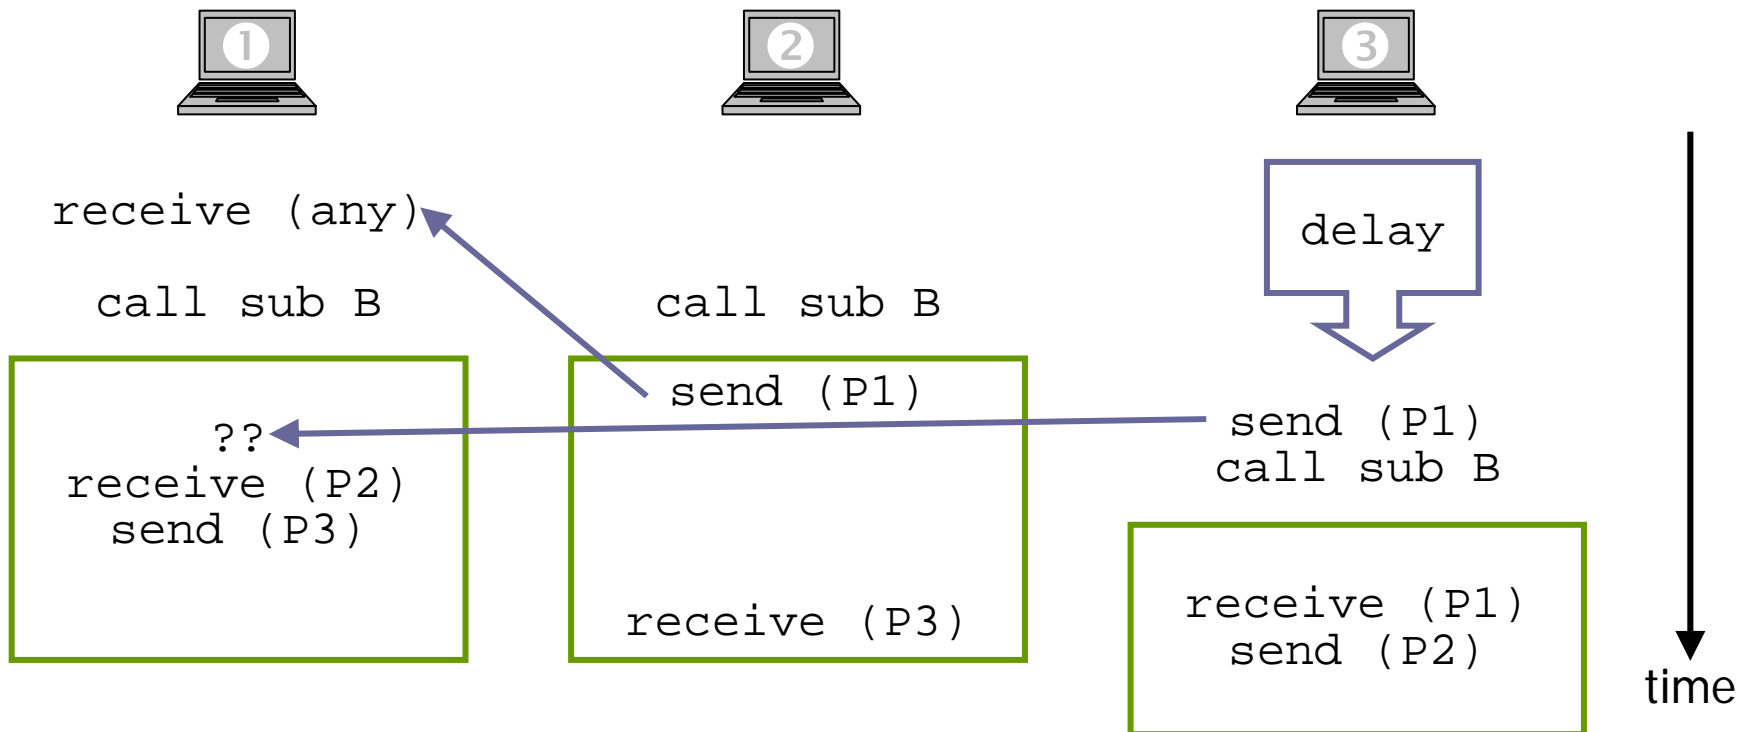 1
2
3
receive (any)
delay
call sub B
call sub B
send (P1)
send (P1)
??
call sub B
receive (P2)
send (P3)
receive (P1)
receive (P3)
send (P2)
time